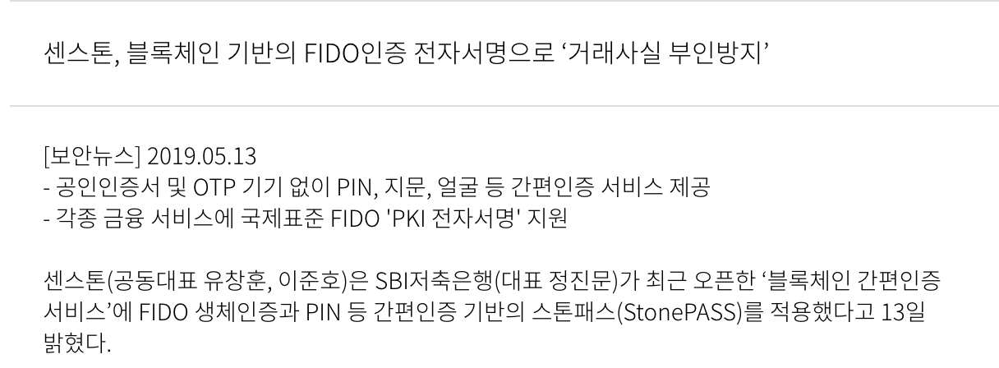 센스톤, 블록체인 기반의 FIDO인증 전자서명으로 ‘거래사실 부인방지’
[보안뉴스] 2019.05.13
- 공인인증서 및 OTP 기기 없이 PIN, 지문, 얼굴 등 간편인증 서비스 제공
- 각종 금융 서비스에 국제표준 FIDO 'PKI 전자서명' 지원
센스톤(공동대표 유창훈, 이준호)은 SBI저축은행(대표 정진문)가 최근 오픈한 ‘블록체인 간편인증
서비스’에 FIDO 생체인증과 PIN 등 간편인증 기반의 스톤패스(StonePASS)를 적용했다고 13일
밝혔다.